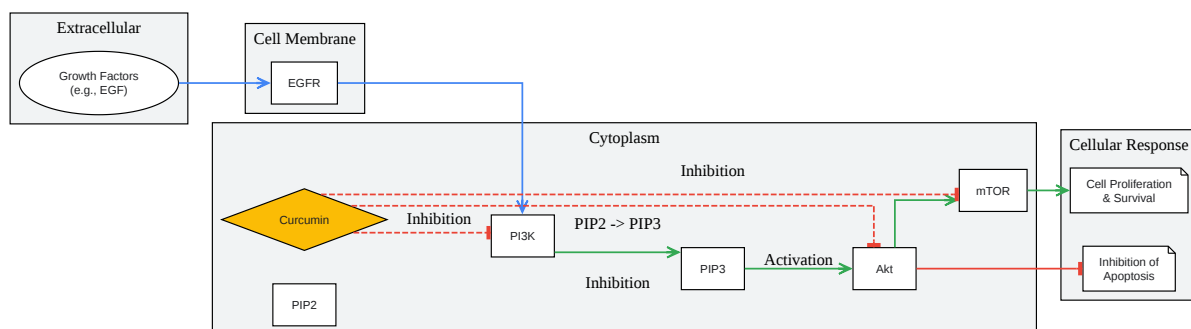 Extracellular
Growth Factors
(e.g., EGF)
Cell Membrane
EGFR
Cytoplasm
Inhibition
Curcumin
Inhibition
PI3K
PIP2 -> PIP3
Inhibition
PIP3
Activation
Akt
mTOR
PIP2
Cellular Response
Cell Proliferation
& Survival
Inhibition of
Apoptosis